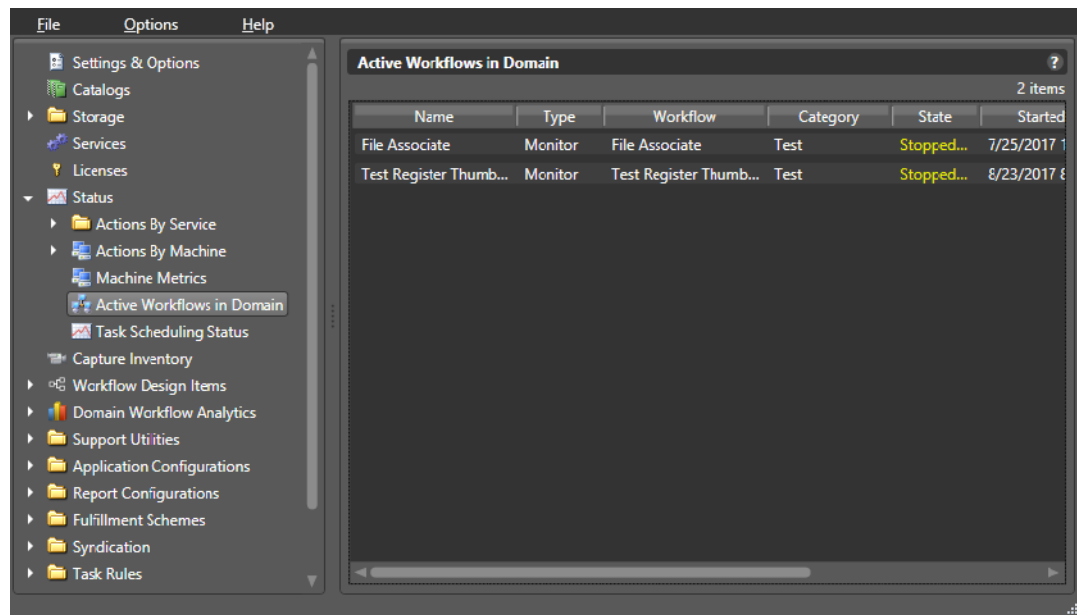 File Options Help
Settings & Options
Catalogs
Storage
Services
Licenses
Status
Actions By Service
Actions By Machine
Machine Metrics
Active Workflows in Domain
Task Scheduling Status
Capture Inventory
Workflow Design Items
Domain Workflow Analytics
Support Utilities
Application Configurations
Report Configurations
Fulfillment Schemes
Syndication
Task Rules
Active Workflows in Domain ?
2 items
Name Type Workflow Category State Started
File Associate Monitor File Associate Test Stopped... 7/25/2017 1
Test Register Thumb... Monitor Test Register Thumb... Test Stopped... 8/23/2017 8